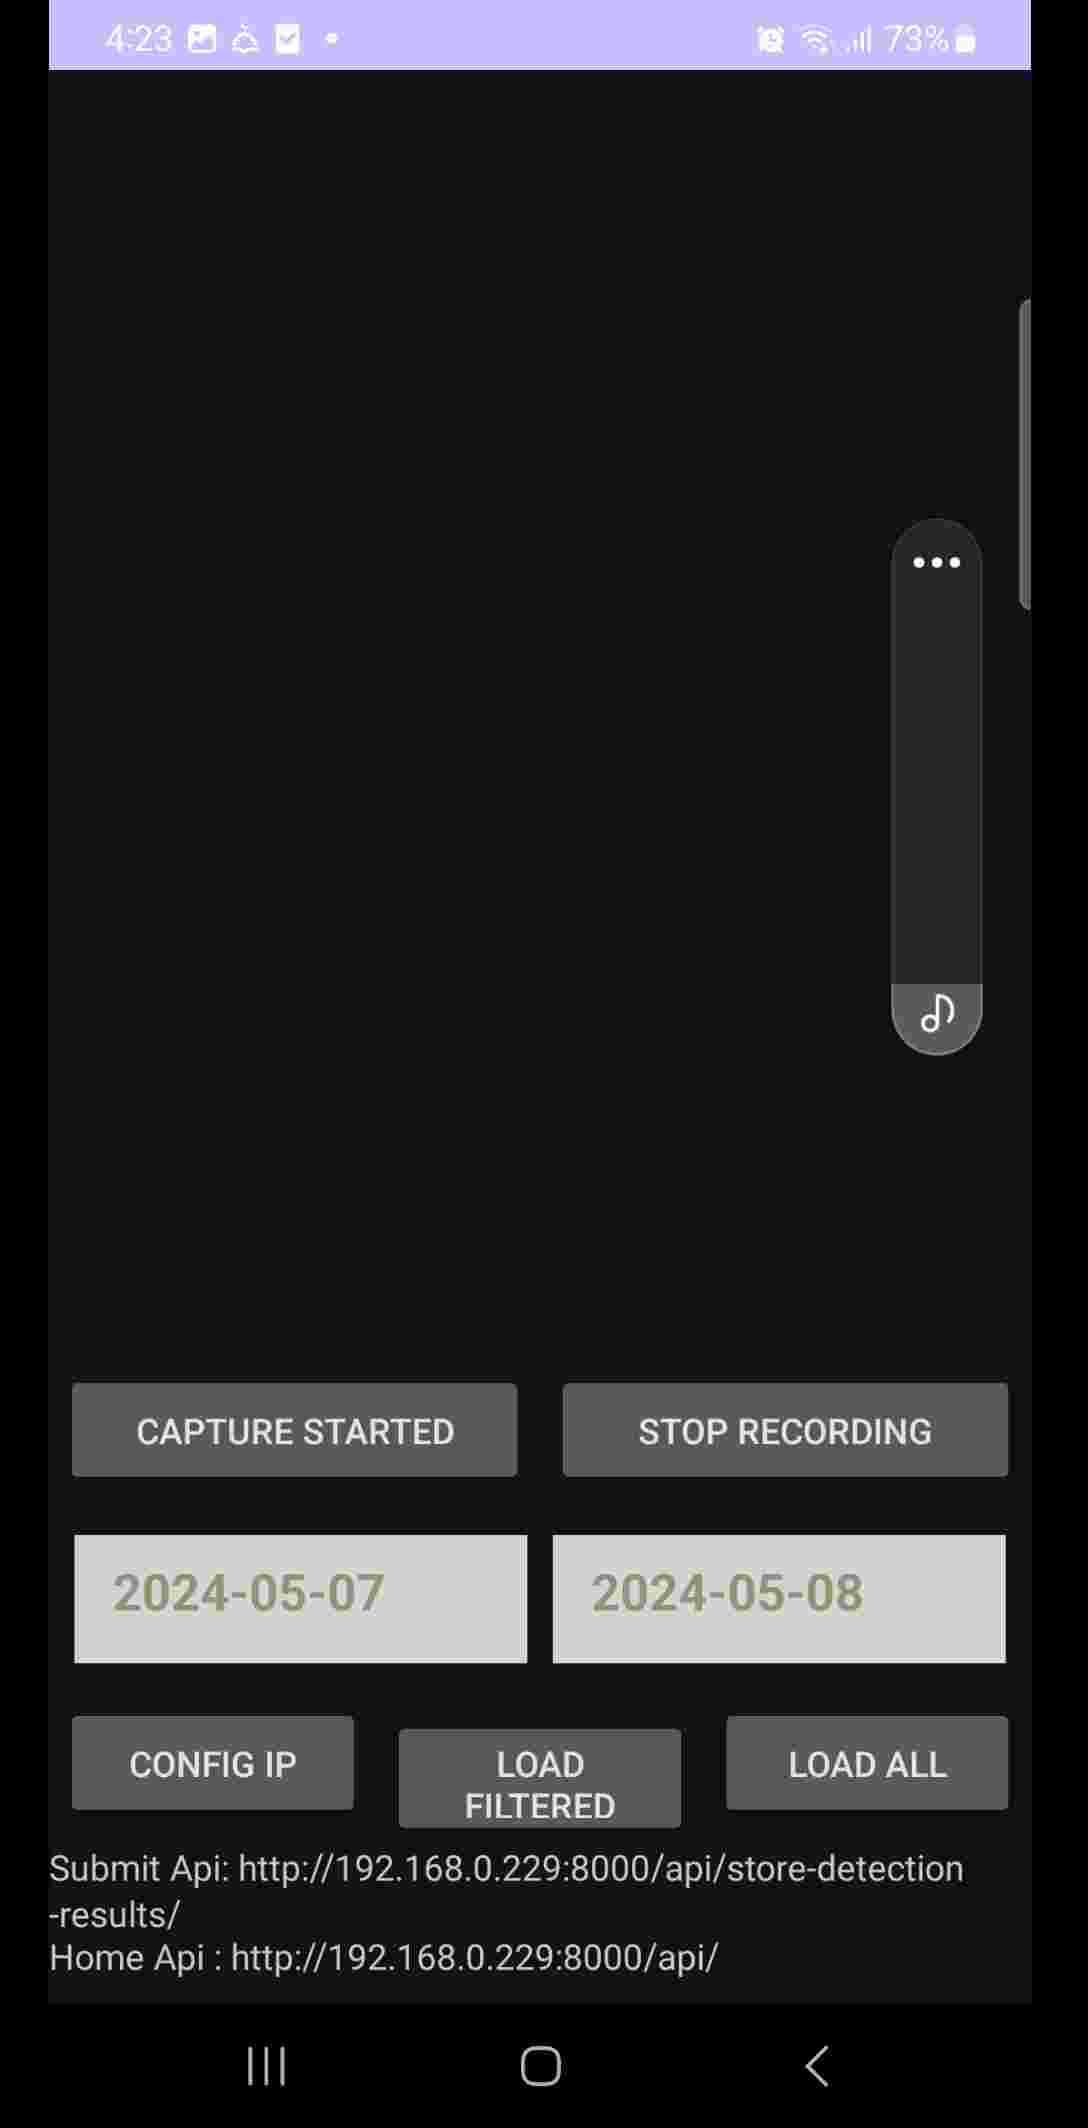 4:23
73%
CAPTURE STARTED
STOP RECORDING
2024-05-07
2024-05-08
CONFIG IP
LOAD
FILTERED
LOAD ALL
Submit Api: http://192.168.0.229:8000/api/store-detection
-results/
Home Api : http://192.168.0.229:8000/api/